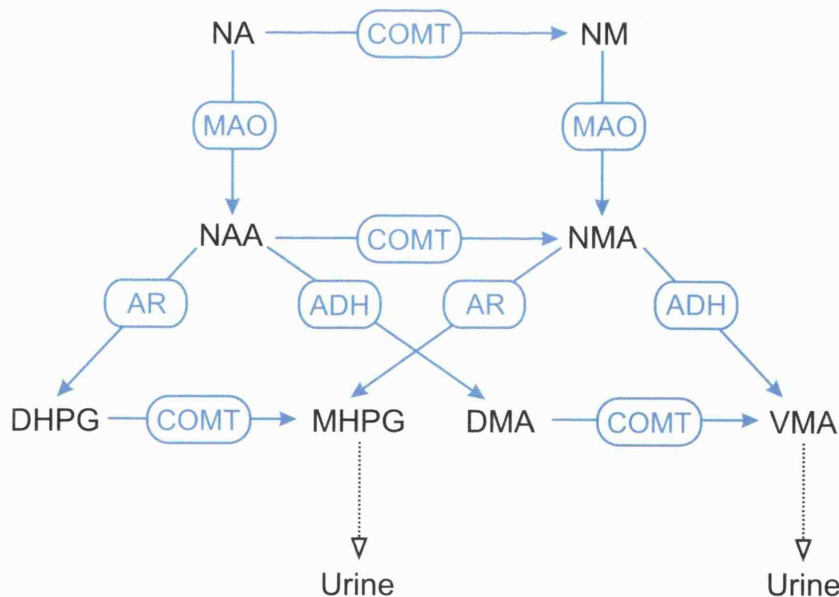 NA COMT NM
MAO MAO
NAA COMT NMA
AR ADH AR ADH
DHPG COMT MHPG DMA COMT VMA
Urine Urine